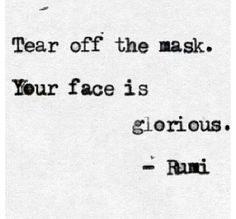 Tear off the mask.
Your face is
glorious.
- Rumi